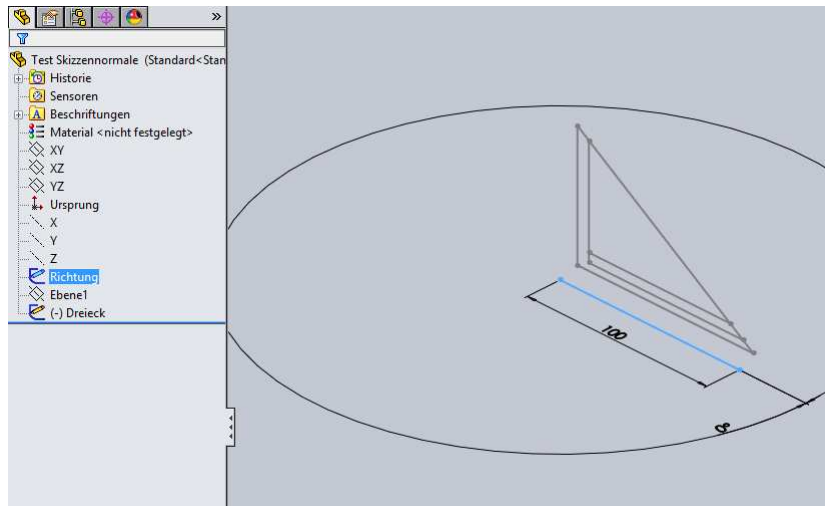 »
Test Skizzennormale (Standard<Stan
Historie
Sensoren
A Beschriftungen
Material <nicht festgelegt>
XY
XZ
YZ
Ursprung
X
Y
Z
Richtung
Ebene1
(-) Dreieck
100